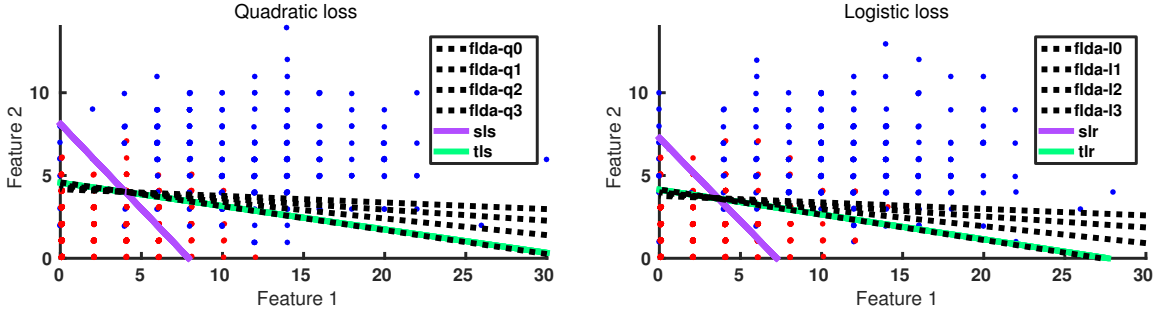 Quadratic loss
Feature 2
10
5
0
0
5
10
15
20
25
30
Feature 1
flda-q0
flda-q1
flda-q2
flda-q3
sls
tls
Logistic loss
Feature 2
10
5
0
0
5
10
15
20
25
30
Feature 1
flda-l0
flda-l1
flda-l2
flda-l3
slr
tlr